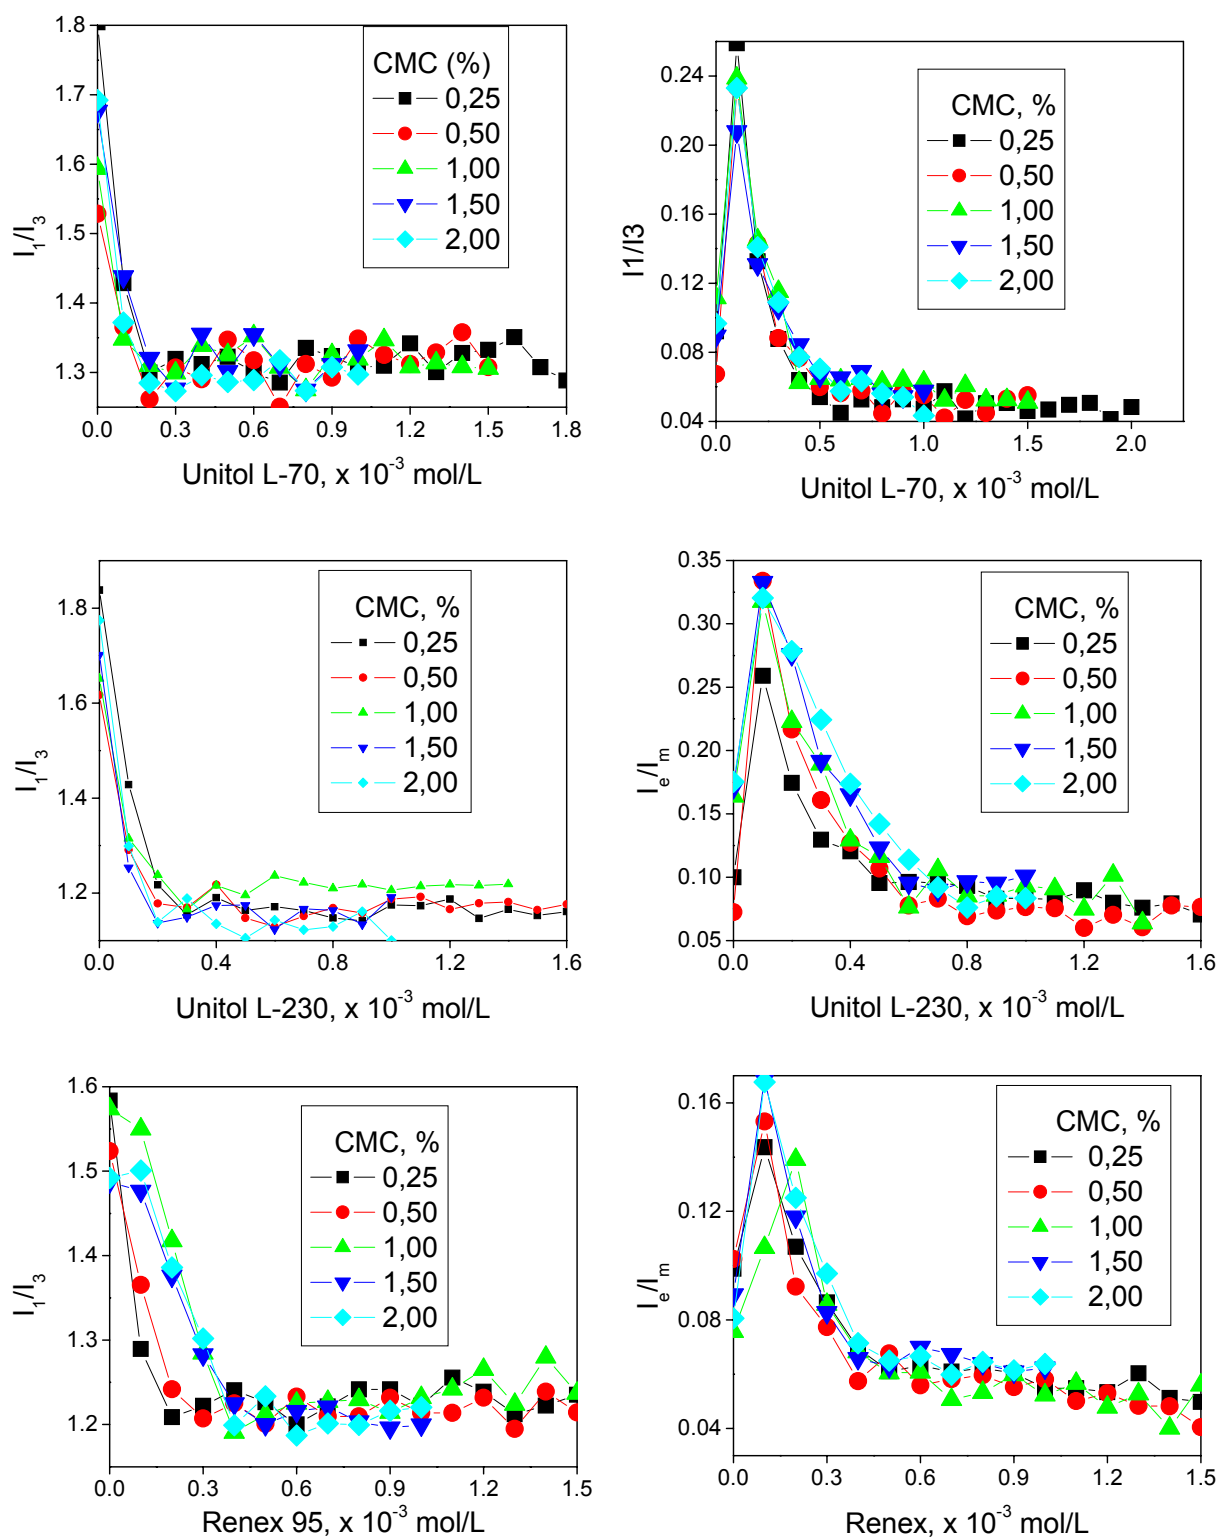 1.8
1.7
1.6
1.5
1.4
1.3
I₁/I₃
CMC (%)
0,25
0,50
1,00
1,50
2,00
0.0 0.3 0.6 0.9 1.2 1.5 1.8
Unitol L-70, x 10⁻³ mol/L
0.24
0.20
0.16
0.12
0.08
0.04
I1/I3
CMC, %
0,25
0,50
1,00
1,50
2,00
0.0 0.5 1.0 1.5 2.0
Unitol L-70, x 10⁻³ mol/L
1.8
1.6
1.4
1.2
I₁/I₃
CMC, %
0,25
0,50
1,00
1,50
2,00
0.0 0.4 0.8 1.2 1.6
Unitol L-230, x 10⁻³ mol/L
0.35
0.30
0.25
0.20
0.15
0.10
0.05
Iₑ/Iₘ
CMC, %
0,25
0,50
1,00
1,50
2,00
0.0 0.4 0.8 1.2 1.6
Unitol L-230, x 10⁻³ mol/L
1.6
1.5
1.4
1.3
1.2
I₁/I₃
CMC, %
0,25
0,50
1,00
1,50
2,00
0.0 0.3 0.6 0.9 1.2 1.5
Renex 95, x 10⁻³ mol/L
0.16
0.12
0.08
0.04
Iₑ/Iₘ
CMC, %
0,25
0,50
1,00
1,50
2,00
0.0 0.3 0.6 0.9 1.2 1.5
Renex, x 10⁻³ mol/L